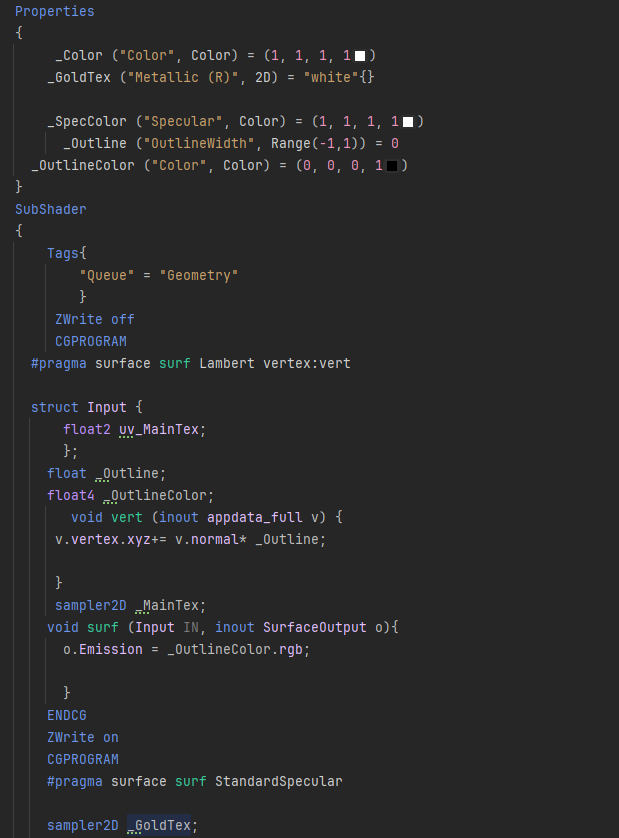 Properties
{
_Color ("Color", Color) = (1, 1, 1, 1)
_GoldTex ("Metallic (R)", 2D) = "white"{}
_SpecColor ("Specular", Color) = (1, 1, 1, 1)
_Outline ("OutlineWidth", Range(-1,1)) = 0
_OutlineColor ("Color", Color) = (0, 0, 0, 1)
}
SubShader
{
Tags{
"Queue" = "Geometry"
}
ZWrite off
CGPROGRAM
#pragma surface surf Lambert vertex:vert
struct Input {
float2 uv_MainTex;
};
float _Outline;
float4 _OutlineColor;
void vert (inout appdata_full v) {
v.vertex.xyz+= v.normal* _Outline;
}
sampler2D _MainTex;
void surf (Input IN, inout SurfaceOutput o){
o.Emission = _OutlineColor.rgb;
}
ENDCG
ZWrite on
CGPROGRAM
#pragma surface surf StandardSpecular
sampler2D _GoldTex;